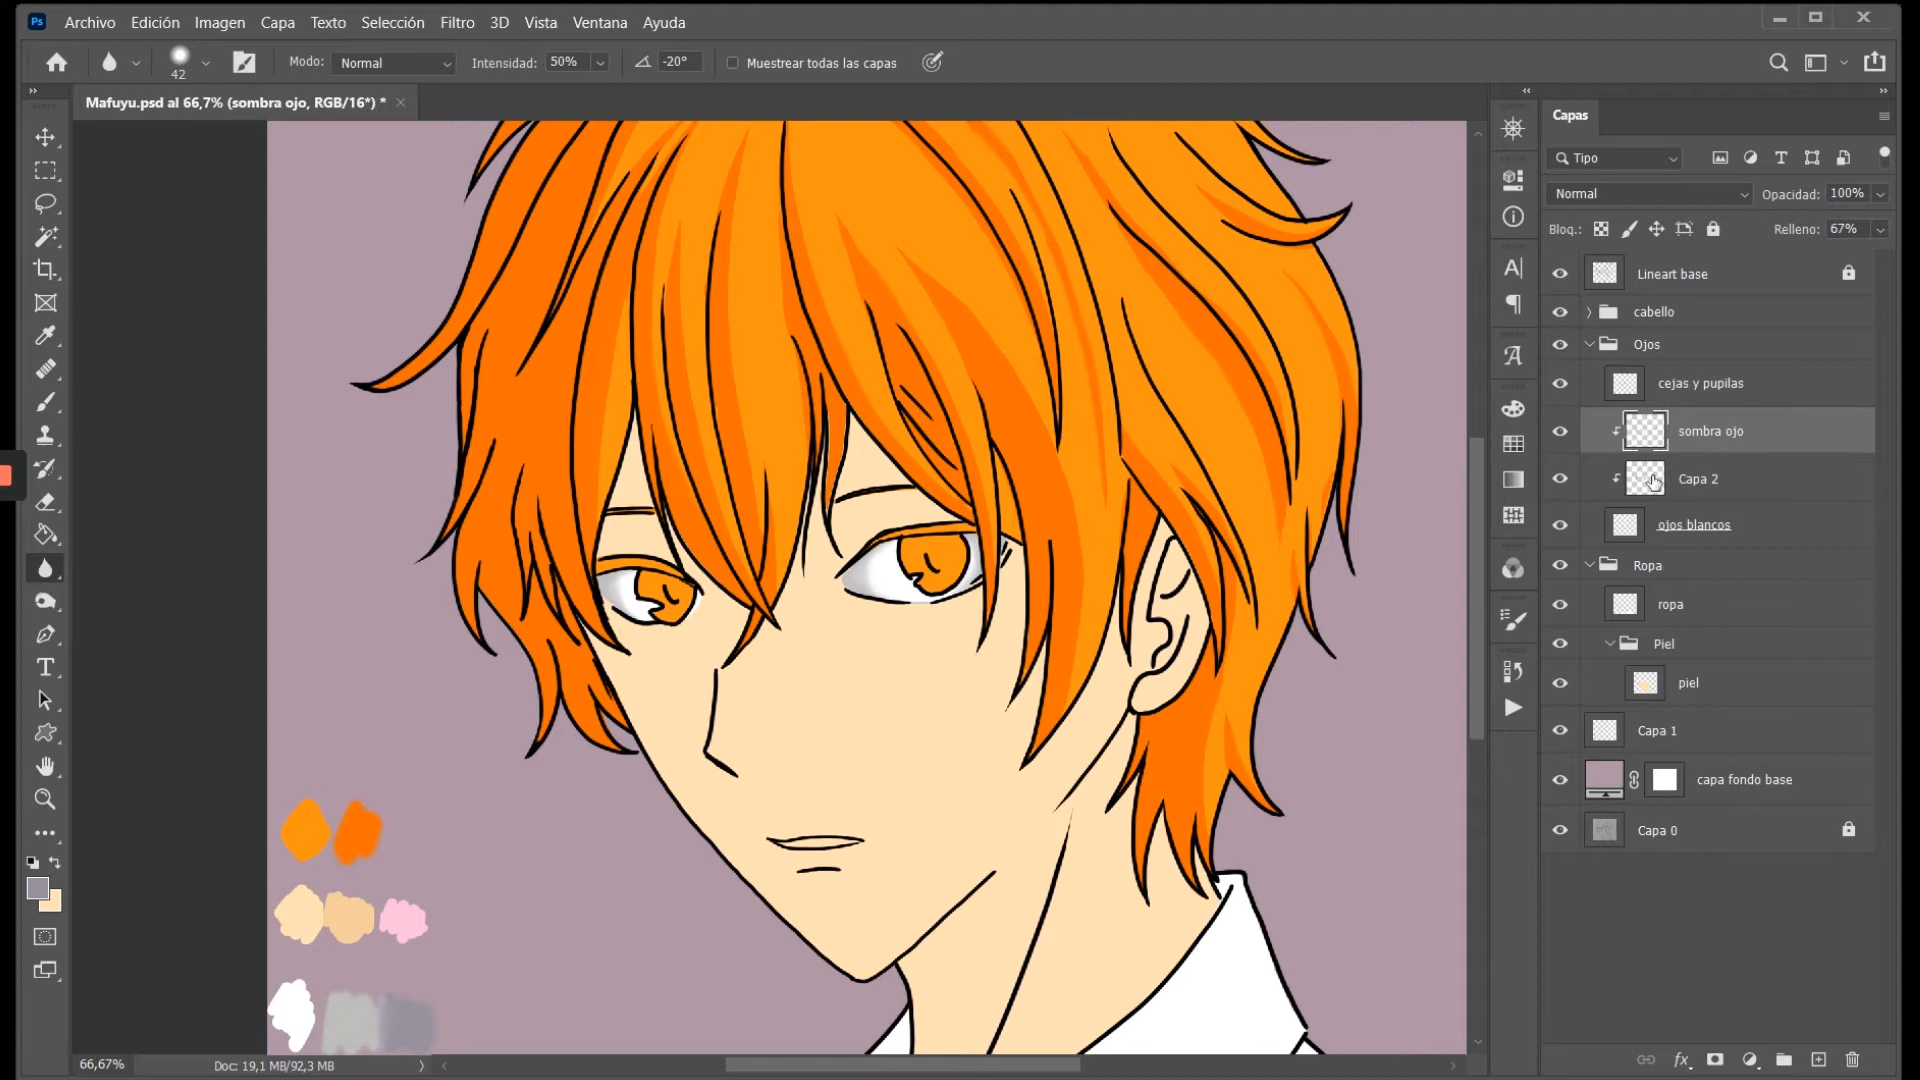 Ps Archivo Edición Imagen Capa Texto Selección Filtro 3D Vista Ventana Ayuda
42 Modo: Normal Intensidad: 50% -20° Muestrear todas las capas
Mafuyu.psd al 66,7% (sombra ojo, RGB/16*) *
Capas
Tipo
Normal Opacidad: 100%
Bloq.: Relleno: 67%
Lineart base
cabello
Ojos
cejas y pupilas
sombra ojo
Capa 2
ojos blancos
Ropa
ropa
Piel
piel
Capa 1
capa fondo base
Capa 0
66,67% Doc: 19,1 MB/92,3 MB